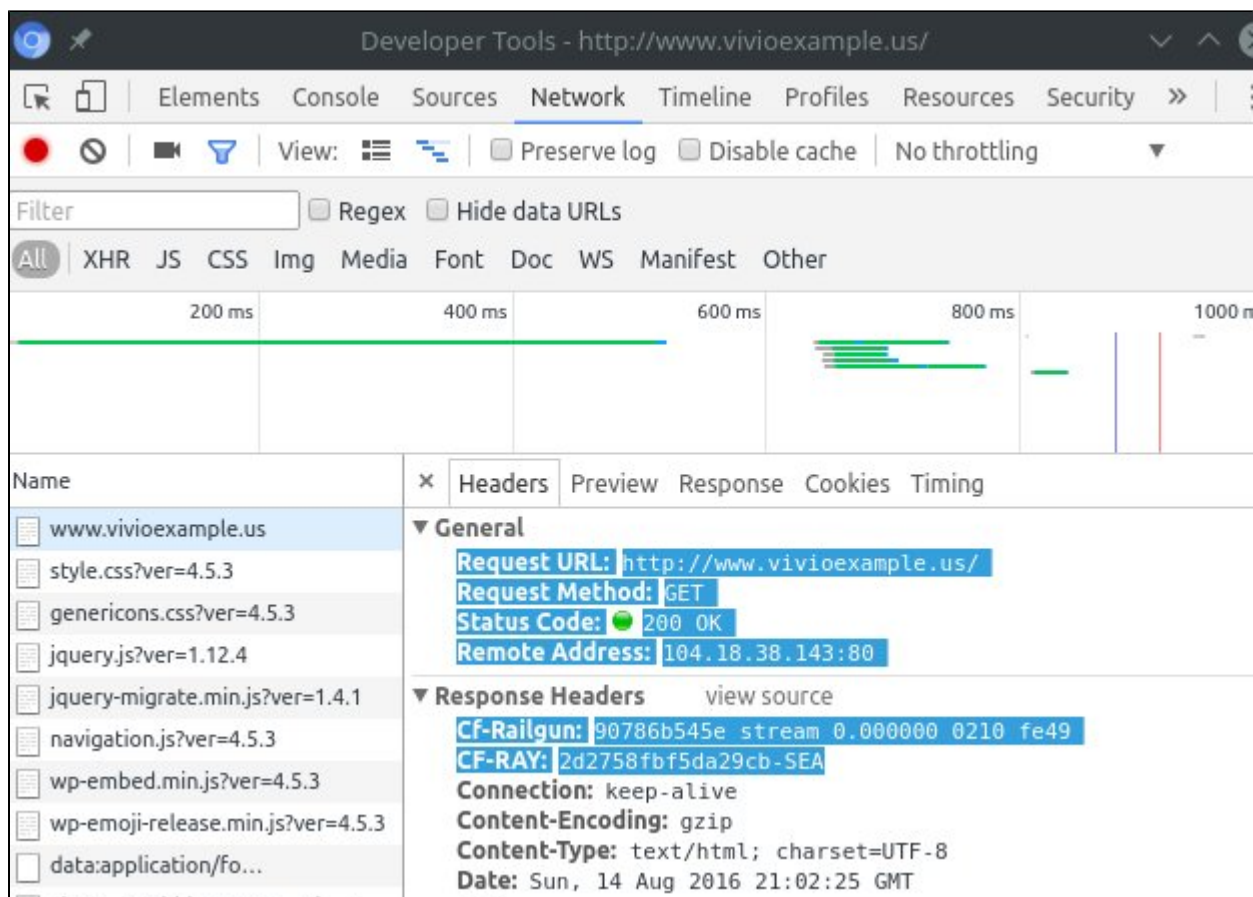 Developer Tools - http://www.vivioexample.us/
Elements Console Sources Network Timeline Profiles Resources Security »
View: Preserve log Disable cache No throttling
Filter Regex Hide data URLs
All XHR JS CSS Img Media Font Doc WS Manifest Other
200 ms 400 ms 600 ms 800 ms 1000 m
Name
www.vivioexample.us
style.css?ver=4.5.3
genericons.css?ver=4.5.3
jquery.js?ver=1.12.4
jquery-migrate.min.js?ver=1.4.1
navigation.js?ver=4.5.3
wp-embed.min.js?ver=4.5.3
wp-emoji-release.min.js?ver=4.5.3
data:application/fo...
× Headers Preview Response Cookies Timing
▼ General
Request URL: http://www.vivioexample.us/
Request Method: GET
Status Code: 200 OK
Remote Address: 104.18.38.143:80
▼ Response Headers view source
Cf-Railgun: 90786b545e stream 0.000000 0210 fe49
CF-RAY: 2d2758fbf5da29cb-SEA
Connection: keep-alive
Content-Encoding: gzip
Content-Type: text/html; charset=UTF-8
Date: Sun, 14 Aug 2016 21:02:25 GMT